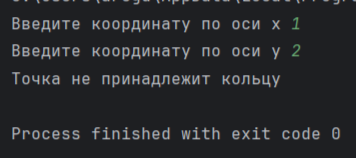 Введите координату по оси x 1
Введите координату по оси y 2
Точка не принадлежит кольцу
Process finished with exit code 0